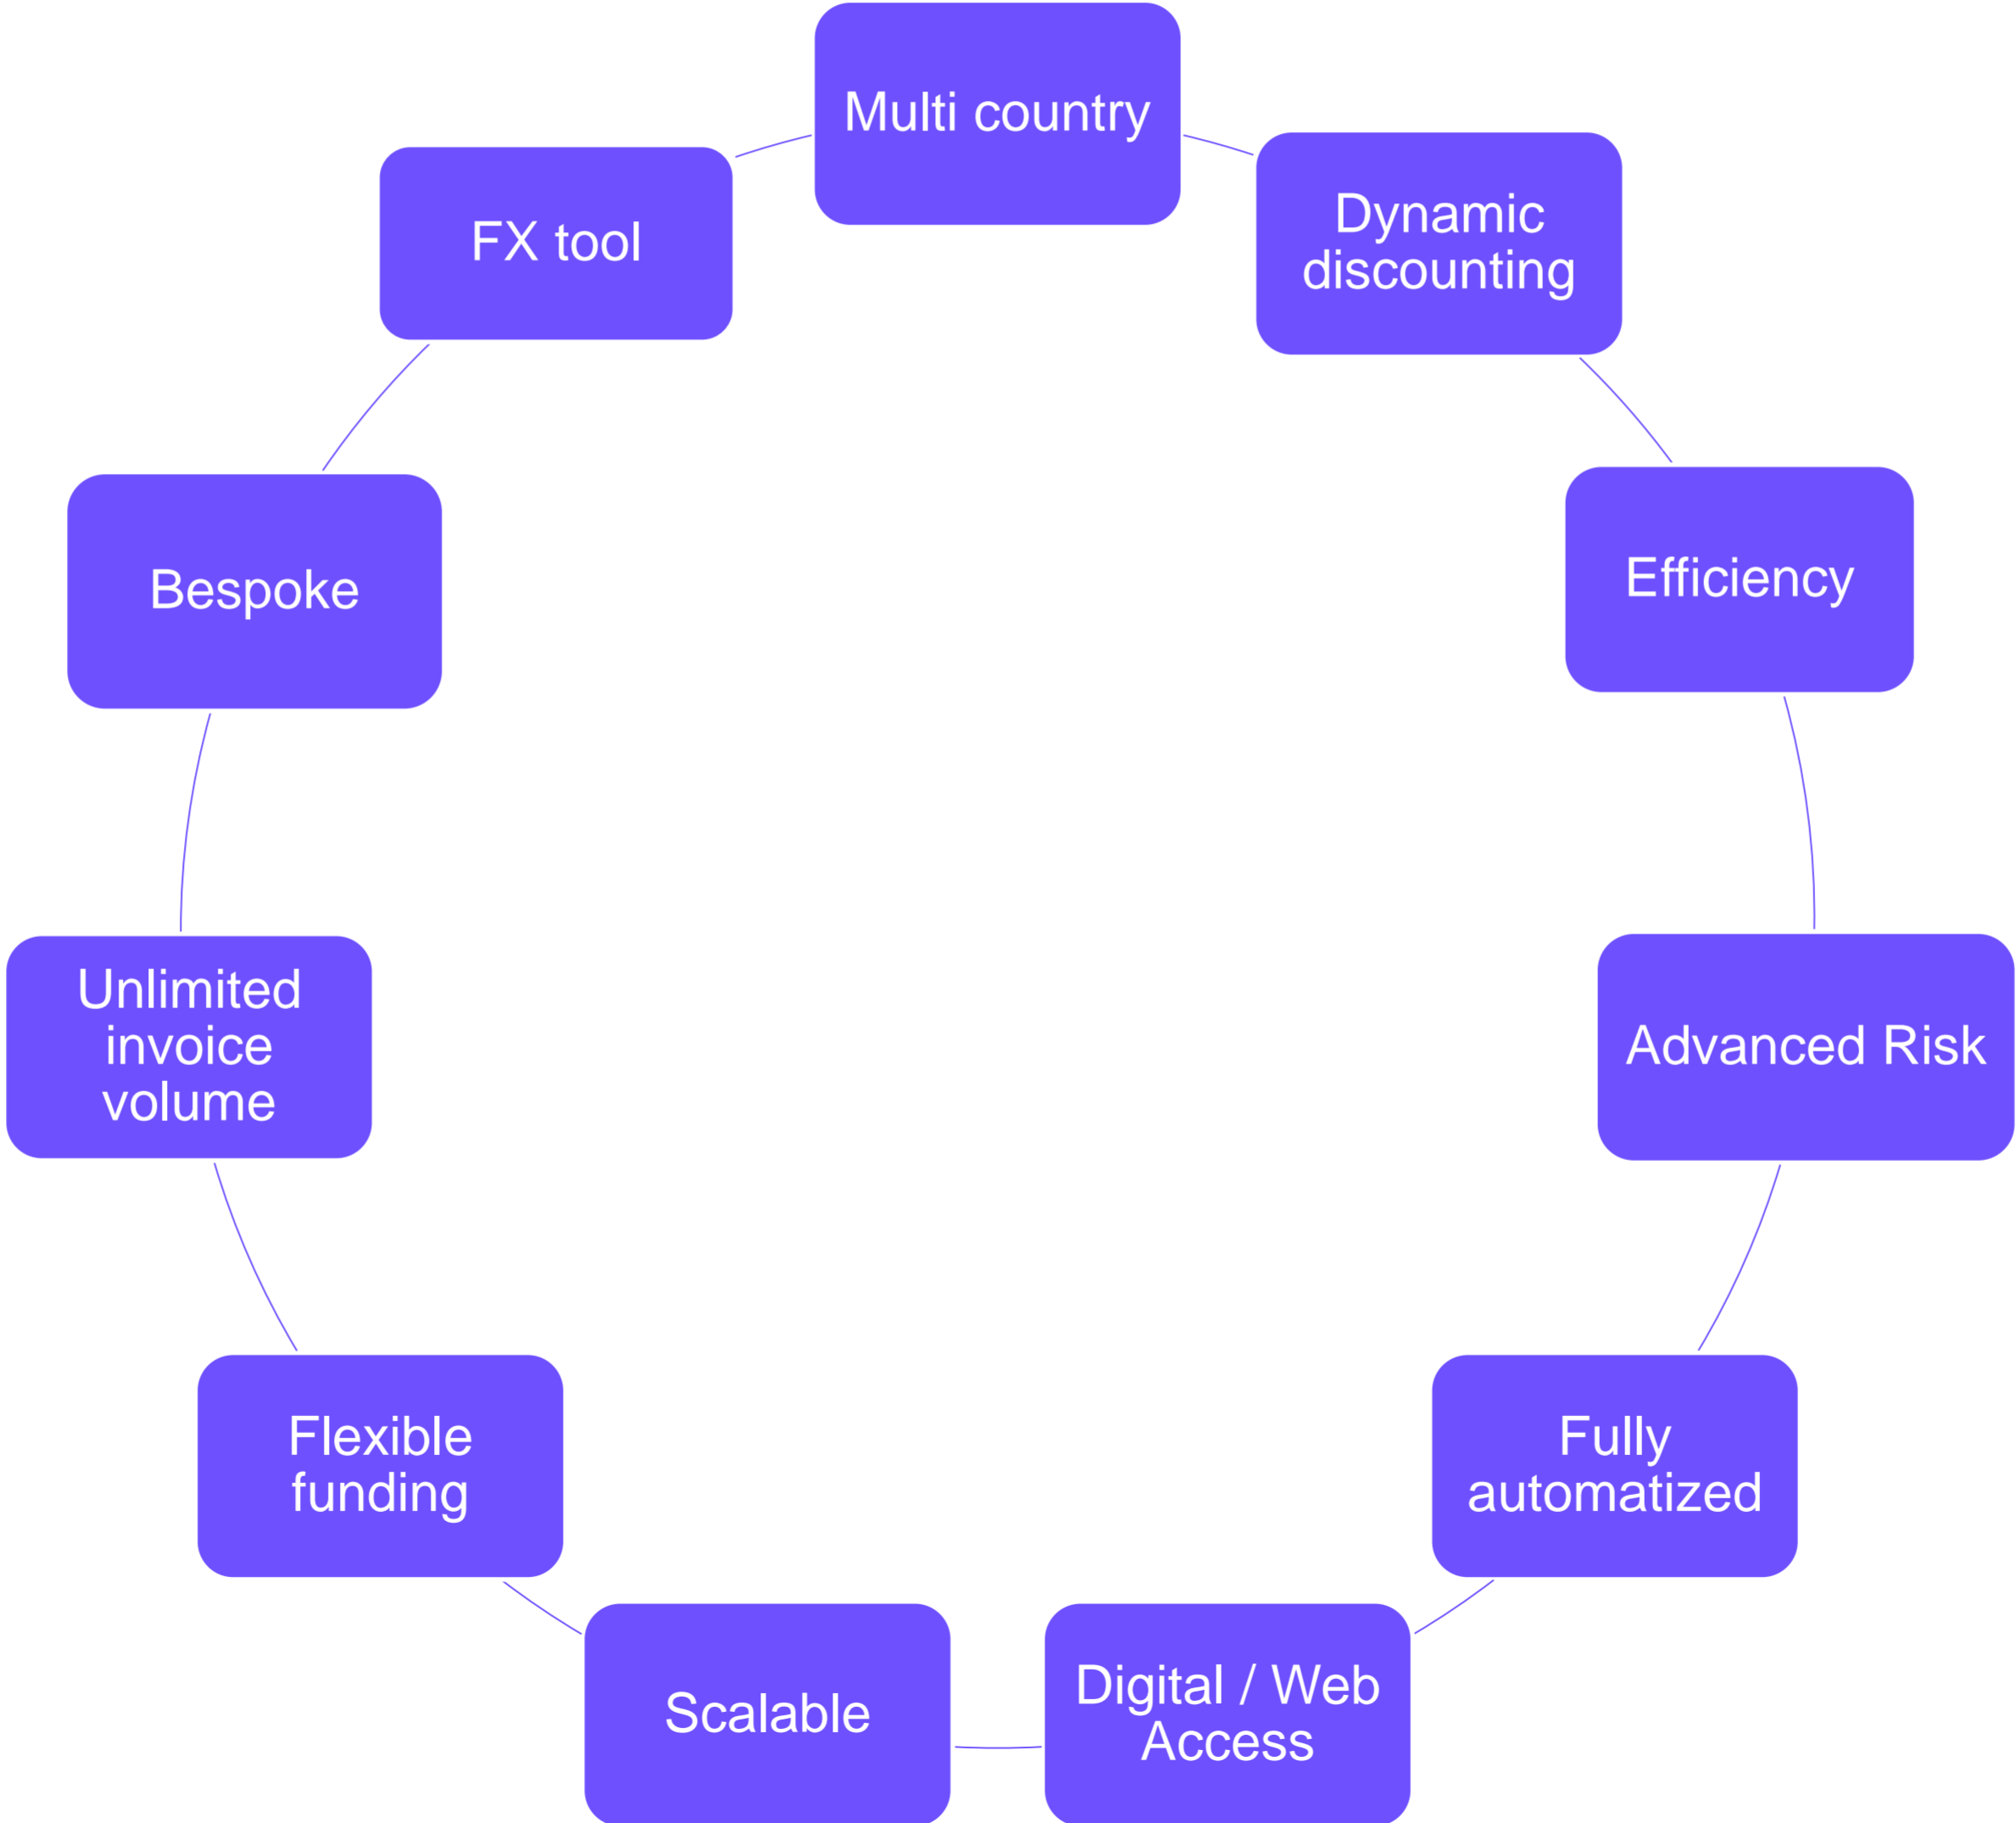 Multi country
Dynamic
discounting
Efficiency
Advanced Risk
Fully
automatized
Digital / Web
Access
Scalable
Flexible
funding
Unlimited
invoice
volume
Bespoke
FX tool